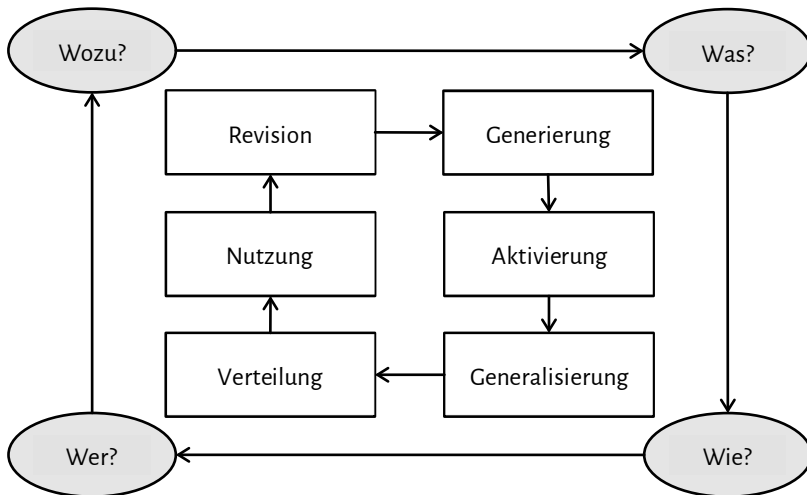 Wozu?
Was?
Revision
Generierung
Nutzung
Aktivierung
Verteilung
Generalisierung
Wer?
Wie?